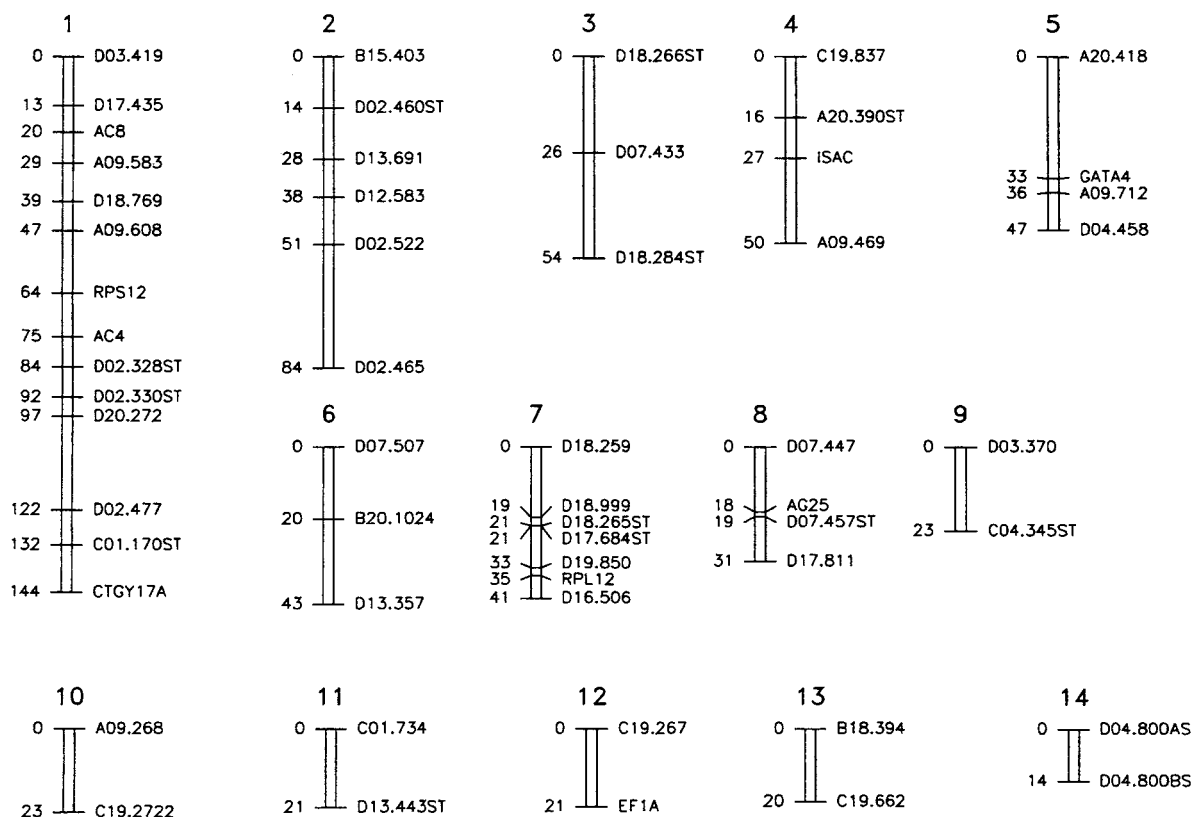 1
0 D03.419
13 D17.435
20 AC8
29 A09.583
39 D18.769
47 A09.608
64 RPS12
75 AC4
84 D02.328ST
92 D02.330ST
97 D20.272
122 D02.477
132 C01.170ST
144 CTGY17A
2
0 B15.403
14 D02.460ST
28 D13.691
38 D12.583
51 D02.522
84 D02.465
3
0 D18.266ST
26 D07.433
54 D18.284ST
4
0 C19.837
16 A20.390ST
27 ISAC
50 A09.469
5
0 A20.418
33 GATA4
36 A09.712
47 D04.458
6
0 D07.507
20 B20.1024
43 D13.357
7
0 D18.259
19 D18.999
21 D18.265ST
21 D17.684ST
33 D19.850
35 RPL12
41 D16.506
8
0 D07.447
18 AG25
19 D07.457ST
31 D17.811
9
0 D03.370
23 C04.345ST
10
0 A09.268
23 C19.2722
11
0 C01.734
21 D13.443ST
12
0 C19.267
21 EF1A
13
0 B18.394
20 C19.662
14
0 D04.800AS
14 D04.800BS